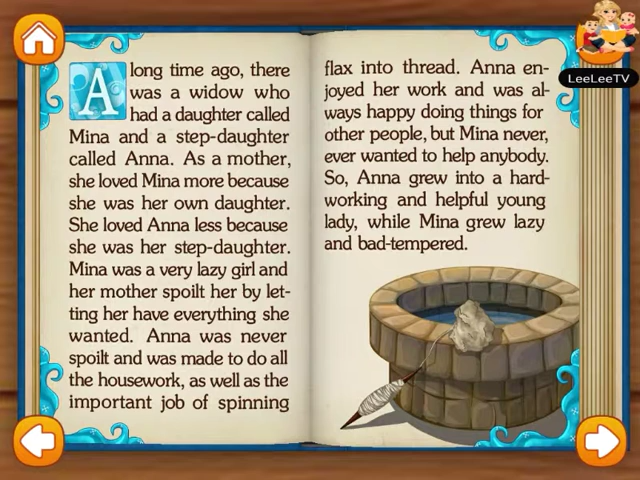 A long time ago, there
was a widow who
had a daughter called
Mina and a step-daughter
called Anna. As a mother,
she loved Mina more because
she was her own daughter.
She loved Anna less because
she was her step-daughter.
Mina was a very lazy girl and
her mother spoilt her by let-
ting her have everything she
wanted. Anna was never
spoilt and was made to do all
the housework, as well as the
important job of spinning
flax into thread. Anna en-
joyed her work and was al-
ways happy doing things for
other people, but Mina never,
ever wanted to help anybody.
So, Anna grew into a hard-
working and helpful young
lady, while Mina grew lazy
and bad-tempered.
LeeLeeTV